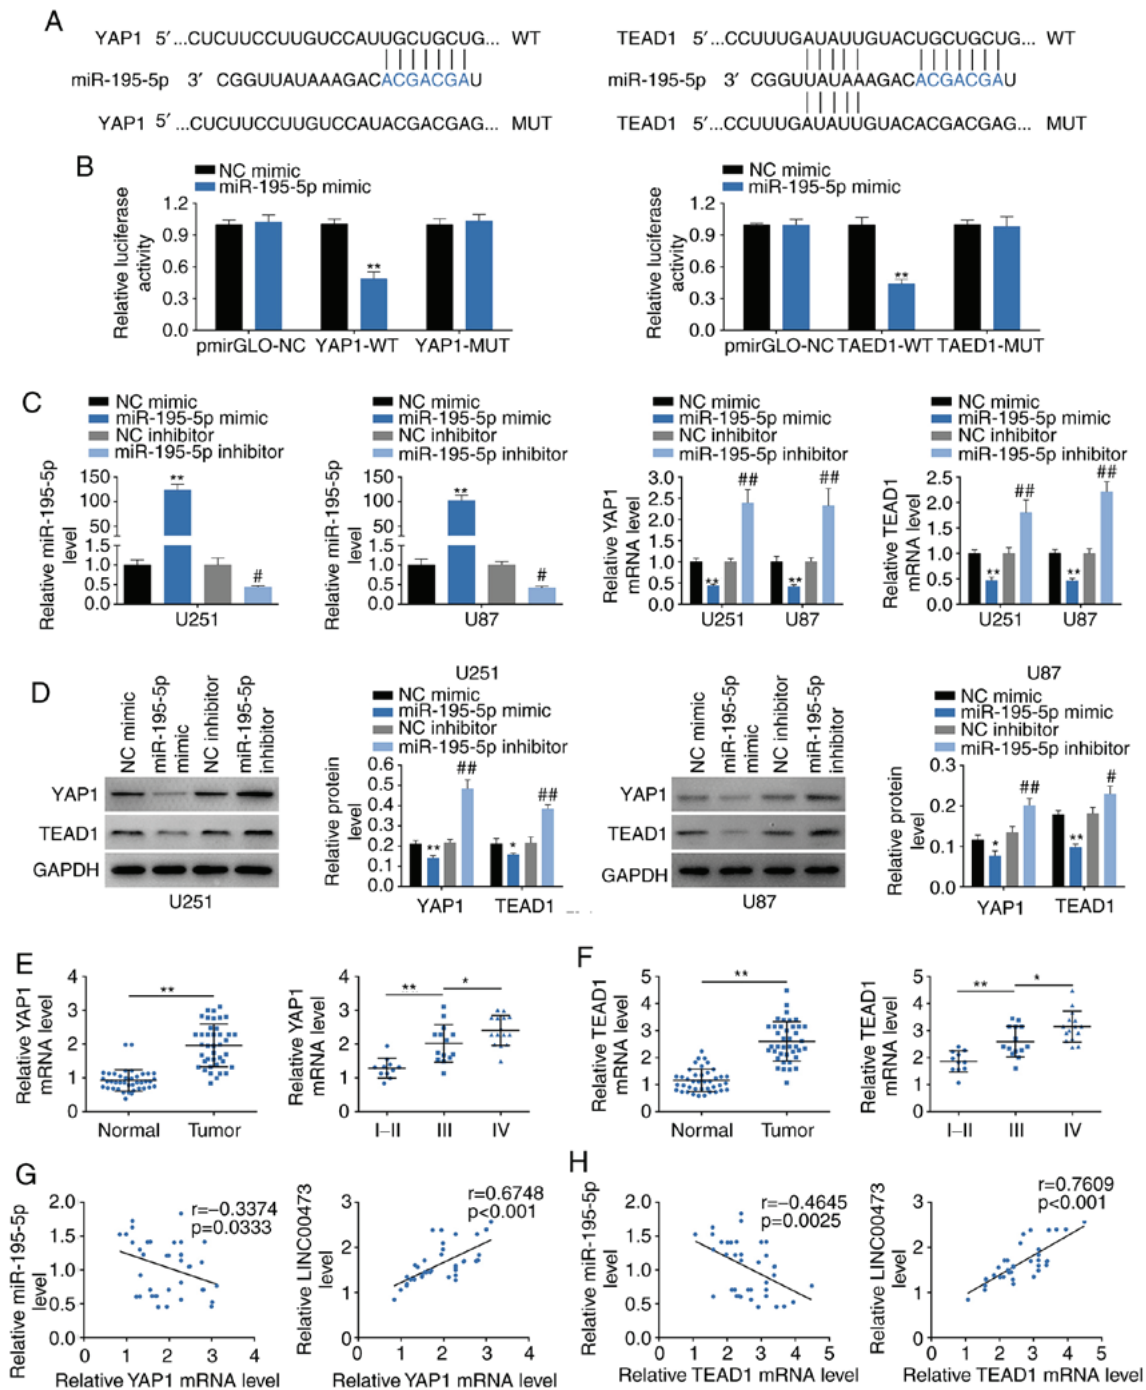 A
YAP1 5′...CUCUUCCUUGUCCAUUGCUGCUG... WT
miR-195-5p 3′ CGGUUAUAAAGACACGACGAU
YAP1 5′...CUCUUCCUUGUCCAUACGACGAG... MUT
TEAD1 5′...CCUUUGAUAUUGUACUGCUGCUG... WT
miR-195-5p 3′ CGGUUAUAAAGACACGACGAU
TEAD1 5′...CCUUUGAUAUUGUACACGACGAG... MUT
B
NC mimic
miR-195-5p mimic
Relative luciferase
activity
1.2
0.9
0.6
0.3
0.0
**
pmirGLO-NC YAP1-WT YAP1-MUT
NC mimic
miR-195-5p mimic
Relative luciferase
activity
1.2
0.9
0.6
0.3
0.0
**
pmirGLO-NC TAED1-WT TAED1-MUT
C
NC mimic
miR-195-5p mimic
NC inhibitor
miR-195-5p inhibitor
Relative miR-195-5p
level
150
100
50
1.5
1.0
0.5
0.0
**
#
U251
NC mimic
miR-195-5p mimic
NC inhibitor
miR-195-5p inhibitor
Relative miR-195-5p
level
150
100
50
1.5
1.0
0.5
0.0
**
#
U87
NC mimic
miR-195-5p mimic
NC inhibitor
miR-195-5p inhibitor
Relative YAP1
mRNA level
3.0
2.5
2.0
1.5
1.0
0.5
0.0
** ## ** ##
U251 U87
NC mimic
miR-195-5p mimic
NC inhibitor
miR-195-5p inhibitor
Relative TEAD1
mRNA level
2.5
2.0
1.5
1.0
0.5
0.0
** ## ** ##
U251 U87
D
NC mimic
miR-195-5p
mimic
NC inhibitor
miR-195-5p
inhibitor
YAP1
TEAD1
GAPDH
U251
U251
NC mimic
miR-195-5p mimic
NC inhibitor
miR-195-5p inhibitor
Relative protein
level
0.6
0.5
0.4
0.3
0.2
0.1
0.0
** ## * ##
YAP1 TEAD1
NC mimic
miR-195-5p
mimic
NC inhibitor
miR-195-5p
inhibitor
YAP1
TEAD1
GAPDH
U87
U87
NC mimic
miR-195-5p mimic
NC inhibitor
miR-195-5p inhibitor
Relative protein
level
0.3
0.2
0.1
0.0
* ## ** #
YAP1 TEAD1
E
Relative YAP1
mRNA level
4
3
2
1
0
**
Normal Tumor
Relative YAP1
mRNA level
4
3
2
1
0
** *
I–II III IV
F
Relative TEAD1
mRNA level
5
4
3
2
1
0
**
Normal Tumor
Relative TEAD1
mRNA level
5
4
3
2
1
0
** *
I–II III IV
G
Relative miR-195-5p
level
2.0
1.5
1.0
0.5
0.0
r=−0.3374
p=0.0333
0 1 2 3 4
Relative YAP1 mRNA level
Relative LINC00473
level
3
2
1
0
r=0.6748
p<0.001
0 1 2 3 4
Relative YAP1 mRNA level
H
Relative miR-195-5p
level
2.0
1.5
1.0
0.5
0.0
r=−0.4645
p=0.0025
0 1 2 3 4 5
Relative TEAD1 mRNA level
Relative LINC00473
level
3
2
1
0
r=0.7609
p<0.001
0 1 2 3 4 5
Relative TEAD1 mRNA level